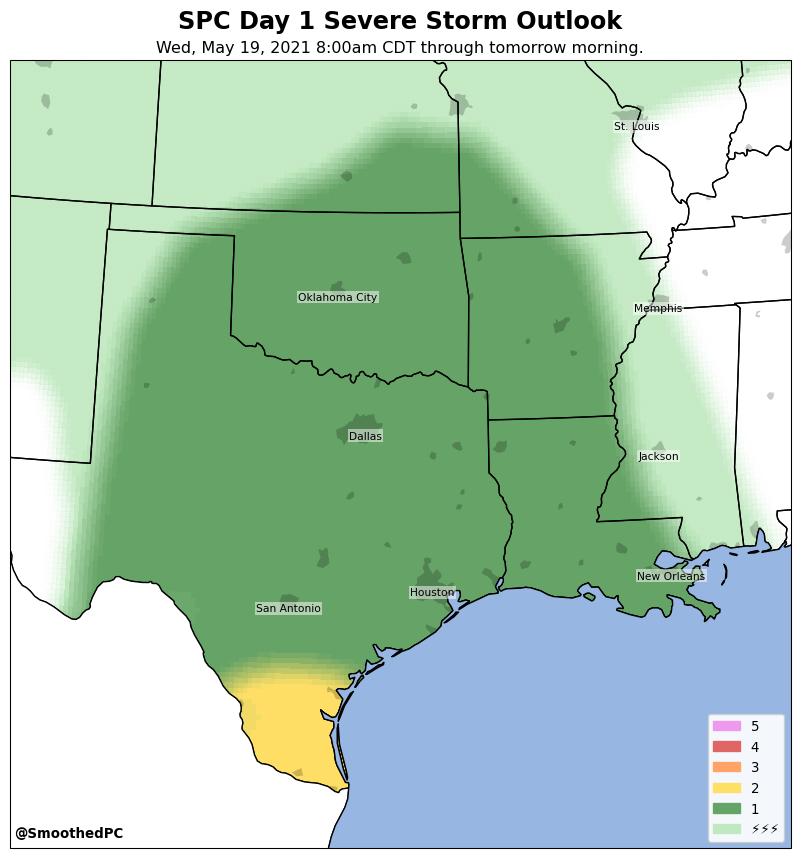 SPC Day 1 Severe Storm Outlook
Wed, May 19, 2021 8:00am CDT through tomorrow morning.
St. Louis
Oklahoma City
Memphis
Dallas
Jackson
New Orleans
Houston
San Antonio
5
4
3
2
1
⚡⚡⚡
@SmoothedPC